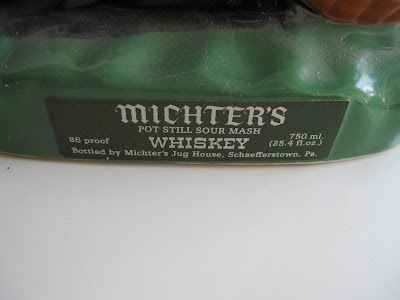 MICHTER'S
POT STILL SOUR MASH
86 proof WHISKEY 750 ml. (25.4 fl.oz.)
Bottled by Michter's Jug House, Schaefferstown, Pa.